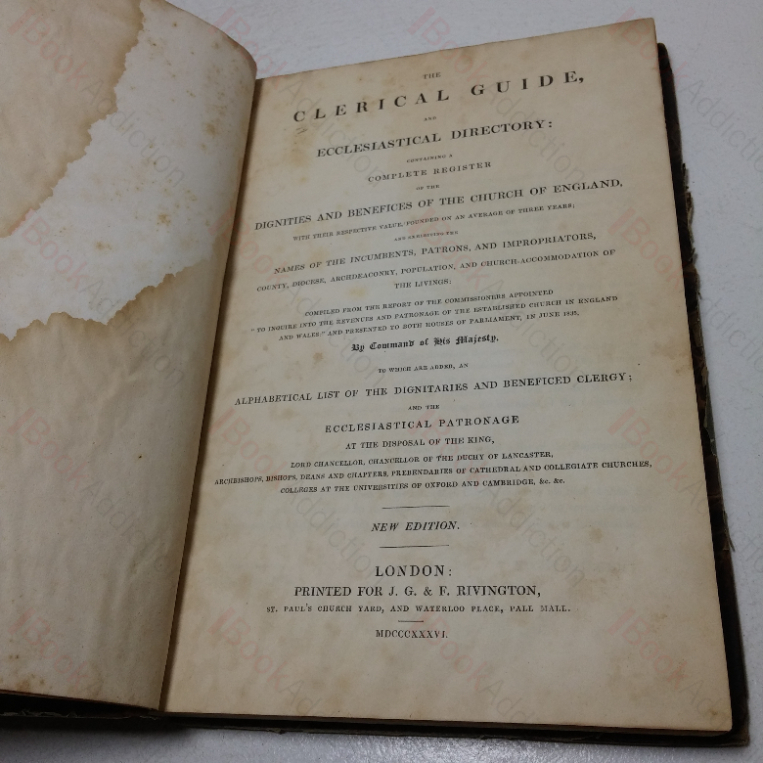 THE
CLERICAL GUIDE,
AND
ECCLESIASTICAL DIRECTORY:
CONTAINING A
COMPLETE REGISTER
OF THE
DIGNITIES AND BENEFICES OF THE CHURCH OF ENGLAND,
WITH THEIR RESPECTIVE VALUE, FOUNDED ON AN AVERAGE OF THREE YEARS;
AND EXHIBITING THE
NAMES OF THE INCUMBENTS, PATRONS, AND IMPROPRIATORS,
COUNTY, DIOCESE, ARCHDEACONRY, POPULATION, AND CHURCH-ACCOMMODATION OF
THE LIVINGS;
COMPILED FROM THE REPORT OF THE COMMISSIONERS APPOINTED
"TO INQUIRE INTO THE REVENUES AND PATRONAGE OF THE ESTABLISHED CHURCH IN ENGLAND
AND WALES:" AND PRESENTED TO BOTH HOUSES OF PARLIAMENT, IN JUNE 1835,
By Command of His Majesty,
TO WHICH ARE ADDED, AN
ALPHABETICAL LIST OF THE DIGNITARIES AND BENEFICED CLERGY;
AND THE
ECCLESIASTICAL PATRONAGE
AT THE DISPOSAL OF THE KING,
LORD CHANCELLOR, CHANCELLOR OF THE DUCHY OF LANCASTER,
ARCHBISHOPS, BISHOPS, DEANS AND CHAPTERS, PREBENDARIES OF CATHEDRAL AND COLLEGIATE CHURCHES,
COLLEGES AT THE UNIVERSITIES OF OXFORD AND CAMBRIDGE, &c. &c.
NEW EDITION.
LONDON:
PRINTED FOR J. G. & F. RIVINGTON,
ST. PAUL'S CHURCH YARD, AND WATERLOO PLACE, PALL MALL.
MDCCCXXXVI.
BookAddiction